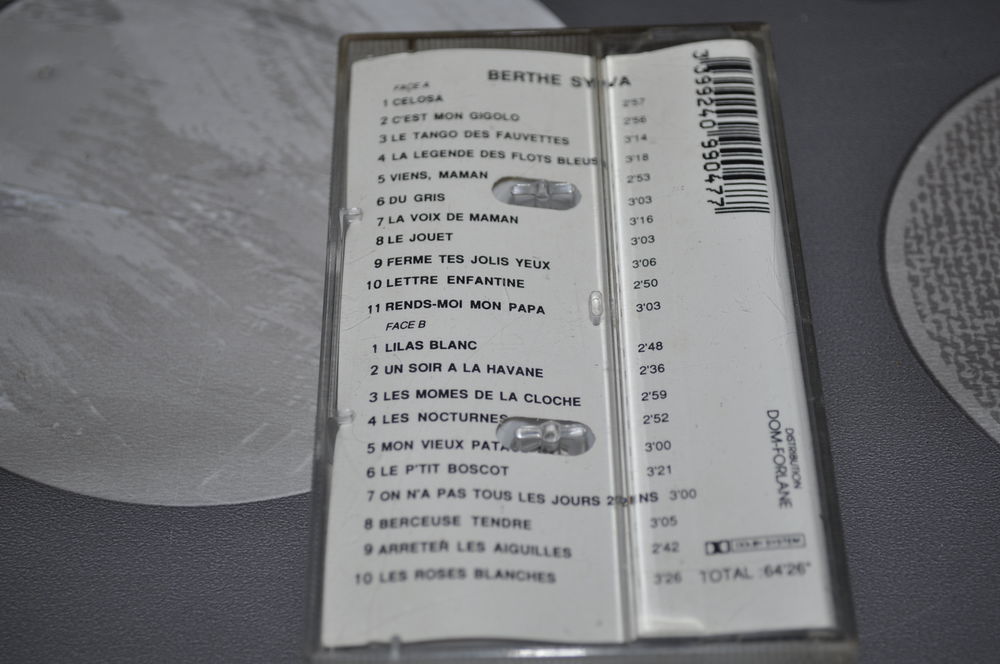 BERTHE
FACE A
1 CELOSA 2'57
2 C'EST MON GIGOLO 2'56
3 LE TANGO DES FAUVETTES 3'14
4 LA LEGENDE DES FLOTS BLEUS 3'18
5 VIENS, MAMAN 2'53
6 DU GRIS 3'03
7 LA VOIX DE MAMAN 3'16
8 LE JOUET 3'03
9 FERME TES JOLIS YEUX 3'06
10 LETTRE ENFANTINE 2'50
11 RENDS-MOI MON PAPA 3'03
FACE B
1 LILAS BLANC 2'48
2 UN SOIR A LA HAVANE 2'36
3 LES MOMES DE LA CLOCHE 2'59
4 LES NOCTURNES 2'52
5 MON VIEUX 3'00
6 LE P'TIT BOSCOT 3'21
7 ON N'A PAS TOUS LES JOURS 3'00
8 BERCEUSE TENDRE 3'05
9 ARRETER LES AIGUILLES 2'42
10 LES ROSES BLANCHES 3'26
TOTAL :64'26"
3 399240 990477
DISTRIBUTION
DOM-FORLANE
DOLBY SYSTEM